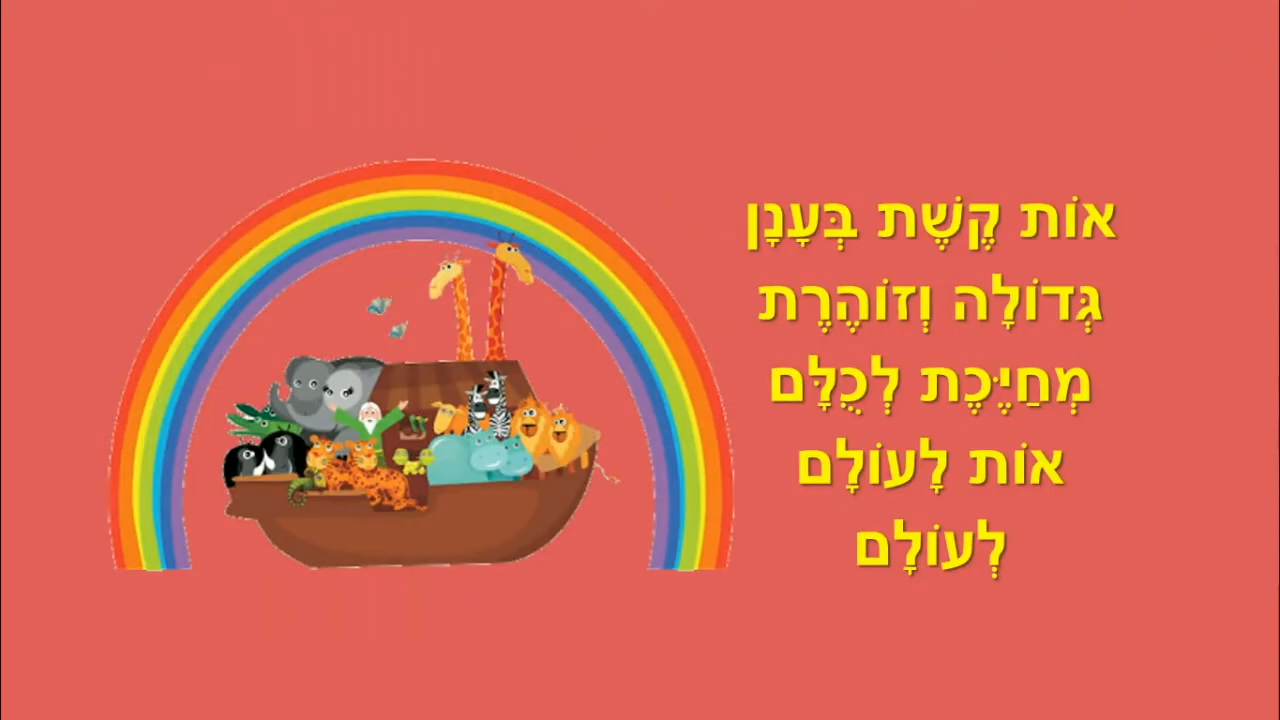 אוֹת קֶשֶׁת בְּעָנָן
גְּדוֹלָה וְזוֹהֶרֶת
מְחַיֶּכֶת לְכֻלָּם
אוֹת לָעוֹלָם
לְעוֹלָם